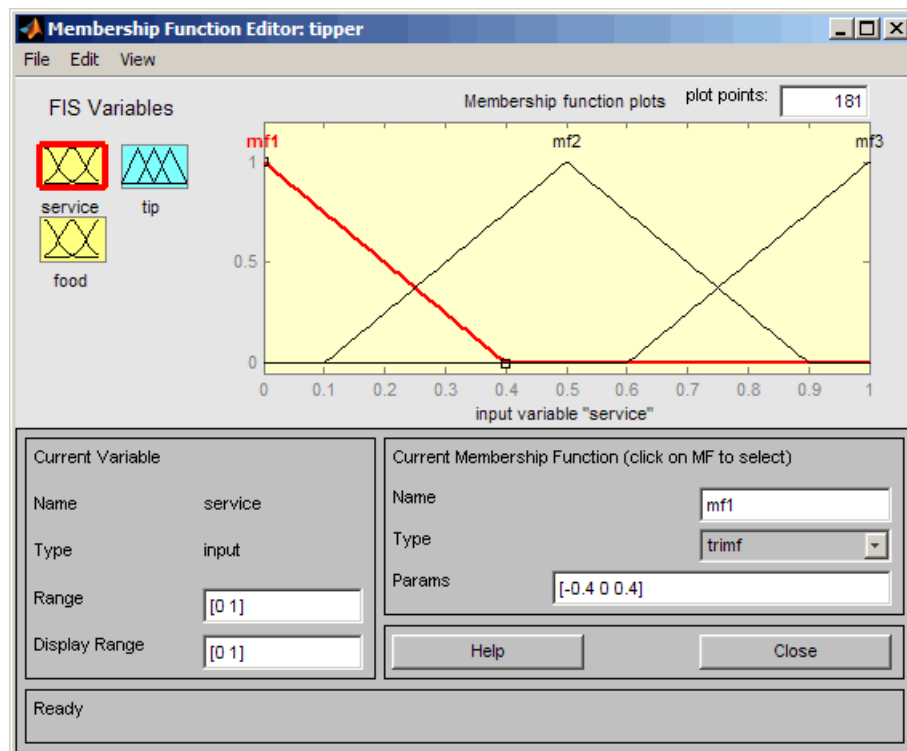 Membership Function Editor: tipper
File Edit View
FIS Variables
service
tip
food
Membership function plots
plot points:
181
mf1 mf2 mf3
1
0.5
0
0 0.1 0.2 0.3 0.4 0.5 0.6 0.7 0.8 0.9 1
input variable "service"
Current Variable
Name service
Type input
Range [0 1]
Display Range [0 1]
Current Membership Function (click on MF to select)
Name mf1
Type trimf
Params [-0.4 0 0.4]
Help Close
Ready